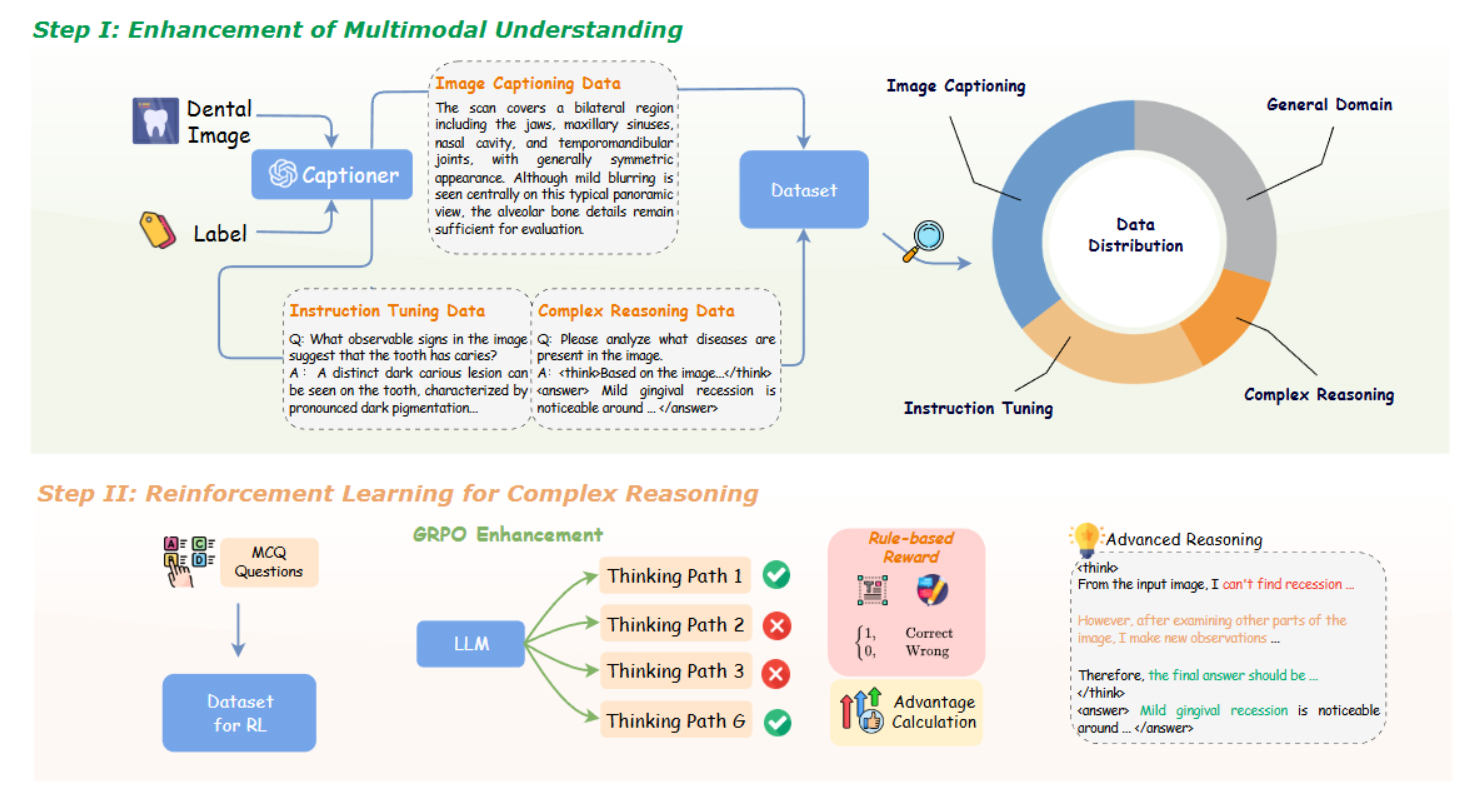 Step I: Enhancement of Multimodal Understanding
Dental
Image
Label
Captioner
Image Captioning Data
The scan covers a bilateral region
including the jaws, maxillary sinuses,
nasal cavity, and temporomandibular
joints, with generally symmetric
appearance. Although mild blurring is
seen centrally on this typical panoramic
view, the alveolar bone details remain
sufficient for evaluation.
Instruction Tuning Data
Q: What observable signs in the image
suggest that the tooth has caries?
A: A distinct dark carious lesion can
be seen on the tooth, characterized by
pronounced dark pigmentation...
Complex Reasoning Data
Q: Please analyze what diseases are
present in the image.
A: <think>Based on the image...</think>
<answer> Mild gingival recession is
noticeable around ... </answer>
Dataset
Image Captioning
General Domain
Data
Distribution
Instruction Tuning
Complex Reasoning
Step II: Reinforcement Learning for Complex Reasoning
A C
D
MCQ
Questions
Dataset
for RL
GRPO Enhancement
LLM
Thinking Path 1
Thinking Path 2
Thinking Path 3
Thinking Path G
Rule-based
Reward
{1, Correct
0, Wrong
Advantage
Calculation
Advanced Reasoning
<think>
From the input image, I can't find recession ...
However, after examining other parts of the
image, I make new observations ...
Therefore, the final answer should be ...
</think>
<answer> Mild gingival recession is noticeable
around ... </answer>